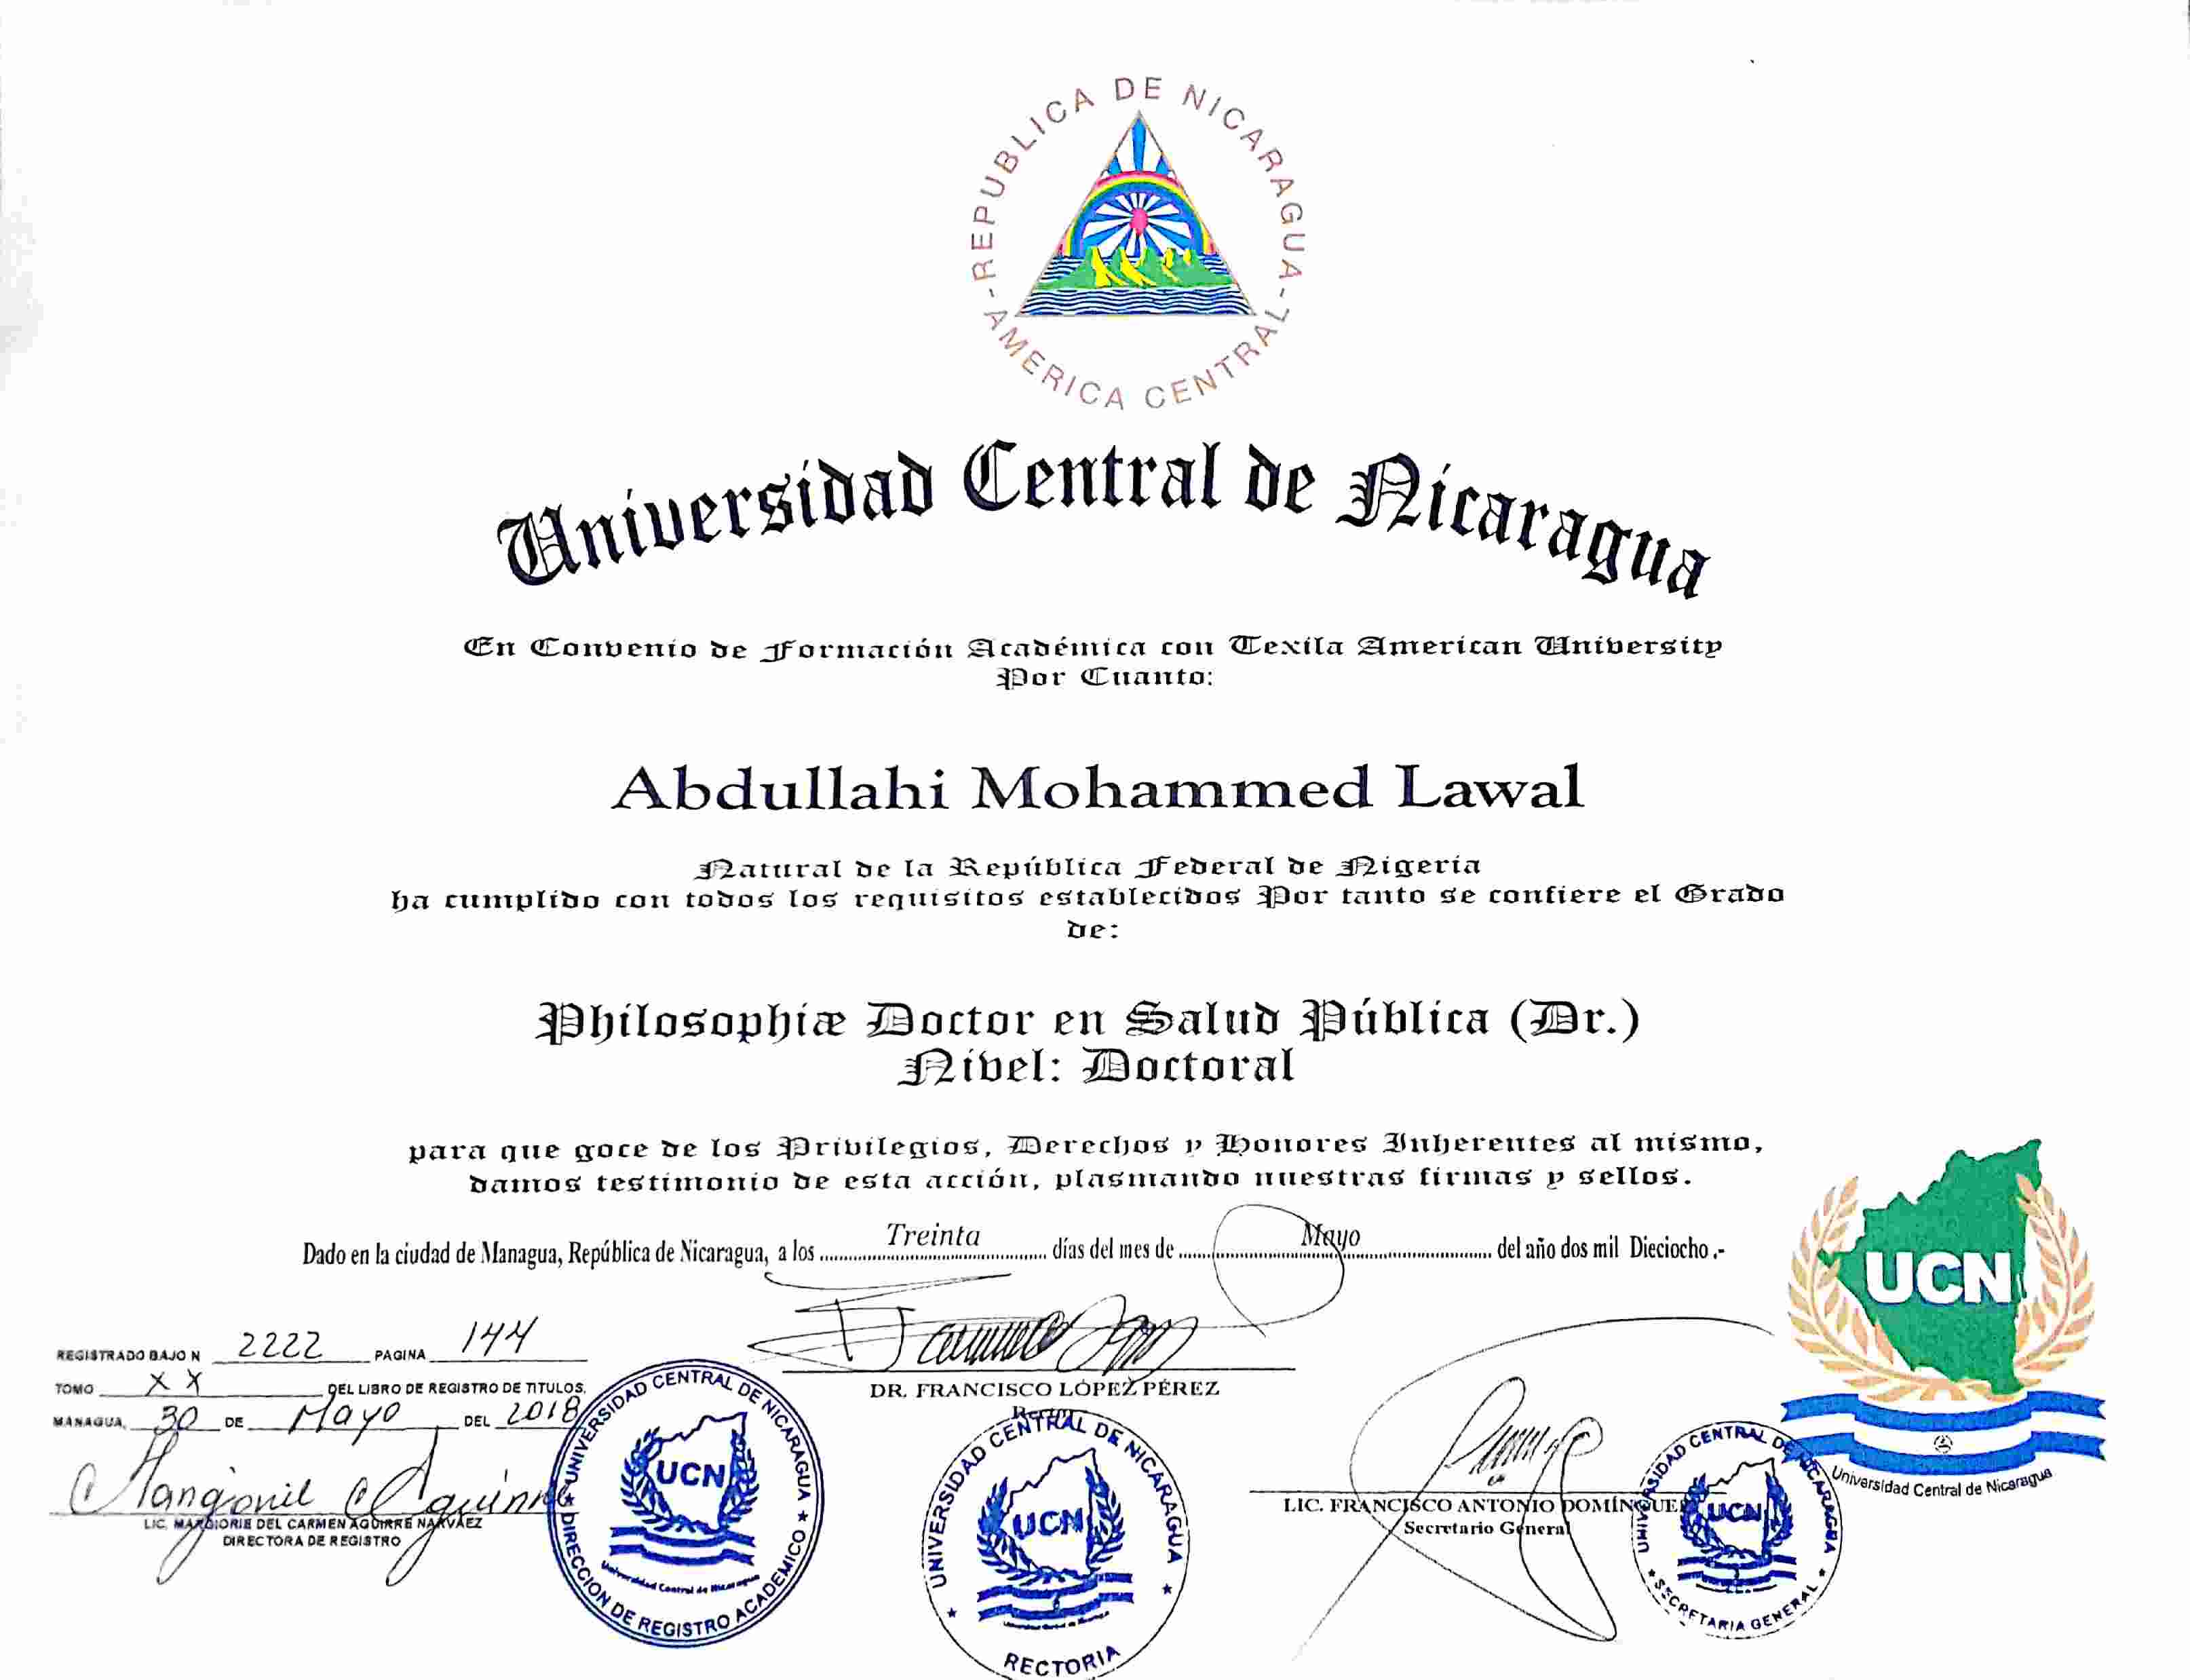 REPUBLICA DE NICARAGUA - AMERICA CENTRAL -
Universidad Central de Nicaragua
En Convenio de Formación Académica con Texila American University
Por Cuanto:
Abdullahi Mohammed Lawal
Natural de la República Federal de Nigeria
ha cumplido con todos los requisitos establecidos Por tanto se confiere el Grado
de:
Philosophiæ Doctor en Salud Pública (Dr.)
Nivel: Doctoral
para que goce de los Privilegios, Derechos y Honores Inherentes al mismo,
damos testimonio de esta acción, plasmando nuestras firmas y sellos.
Dado en la ciudad de Managua, República de Nicaragua, a los Treinta días del mes de Mayo del año dos mil Dieciocho .-
REGISTRADO BAJO N 2222 PAGINA 144
TOMO XX DEL LIBRO DE REGISTRO DE TITULOS,
MANAGUA, 30 DE Mayo DEL 2018
LIC. MARGIORIE DEL CARMEN AGUIRRE NARVAEZ
DIRECTORA DE REGISTRO
UNIVERSIDAD CENTRAL DE NICARAGUA
UCN
Universidad Central de Nicaragua
DIRECCION DE REGISTRO ACADEMICO
DR. FRANCISCO LÓPEZ PÉREZ
Rector
UNIVERSIDAD CENTRAL DE NICARAGUA
UCN
RECTORIA
LIC. FRANCISCO ANTONIO DOMÍNGUE
Secretario General
UNIVERSIDAD CENTRAL DE NICARAGUA
UCN
SECRETARIA GENERAL
UCN
Universidad Central de Nicaragua